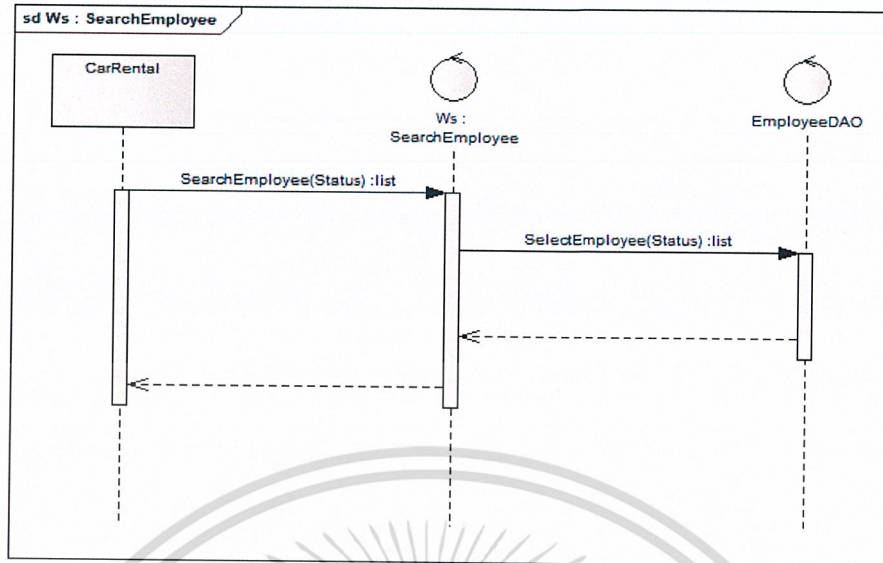 sd Ws : SearchEmployee
CarRental
Ws :
SearchEmployee
EmployeeDAO
SearchEmployee(Status) :list
SelectEmployee(Status) :list